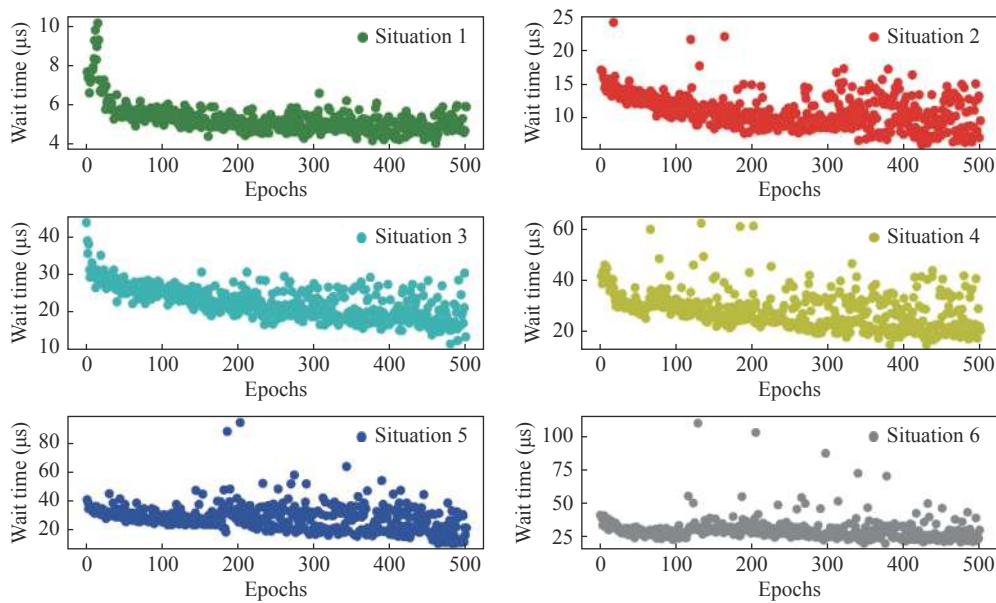 10
8
6
4
Wait time (μs)
Situation 1
0 100 200 300 400 500
Epochs
25
20
15
10
Wait time (μs)
Situation 2
0 100 200 300 400 500
Epochs
40
30
20
10
Wait time (μs)
Situation 3
0 100 200 300 400 500
Epochs
60
40
20
Wait time (μs)
Situation 4
0 100 200 300 400 500
Epochs
80
60
40
20
Wait time (μs)
Situation 5
0 100 200 300 400 500
Epochs
100
75
50
25
Wait time (μs)
Situation 6
0 100 200 300 400 500
Epochs